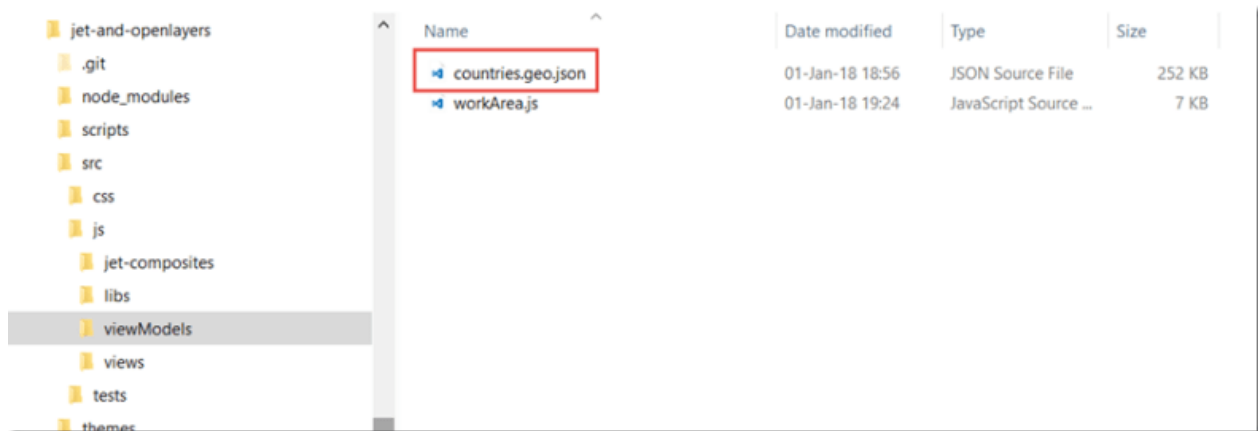 jet-and-openlayers
.git
node_modules
scripts
src
css
js
jet-composites
libs
viewModels
views
tests
themes
Name Date modified Type Size
countries.geo.json 01-Jan-18 18:56 JSON Source File 252 KB
workArea.js 01-Jan-18 19:24 JavaScript Source ... 7 KB